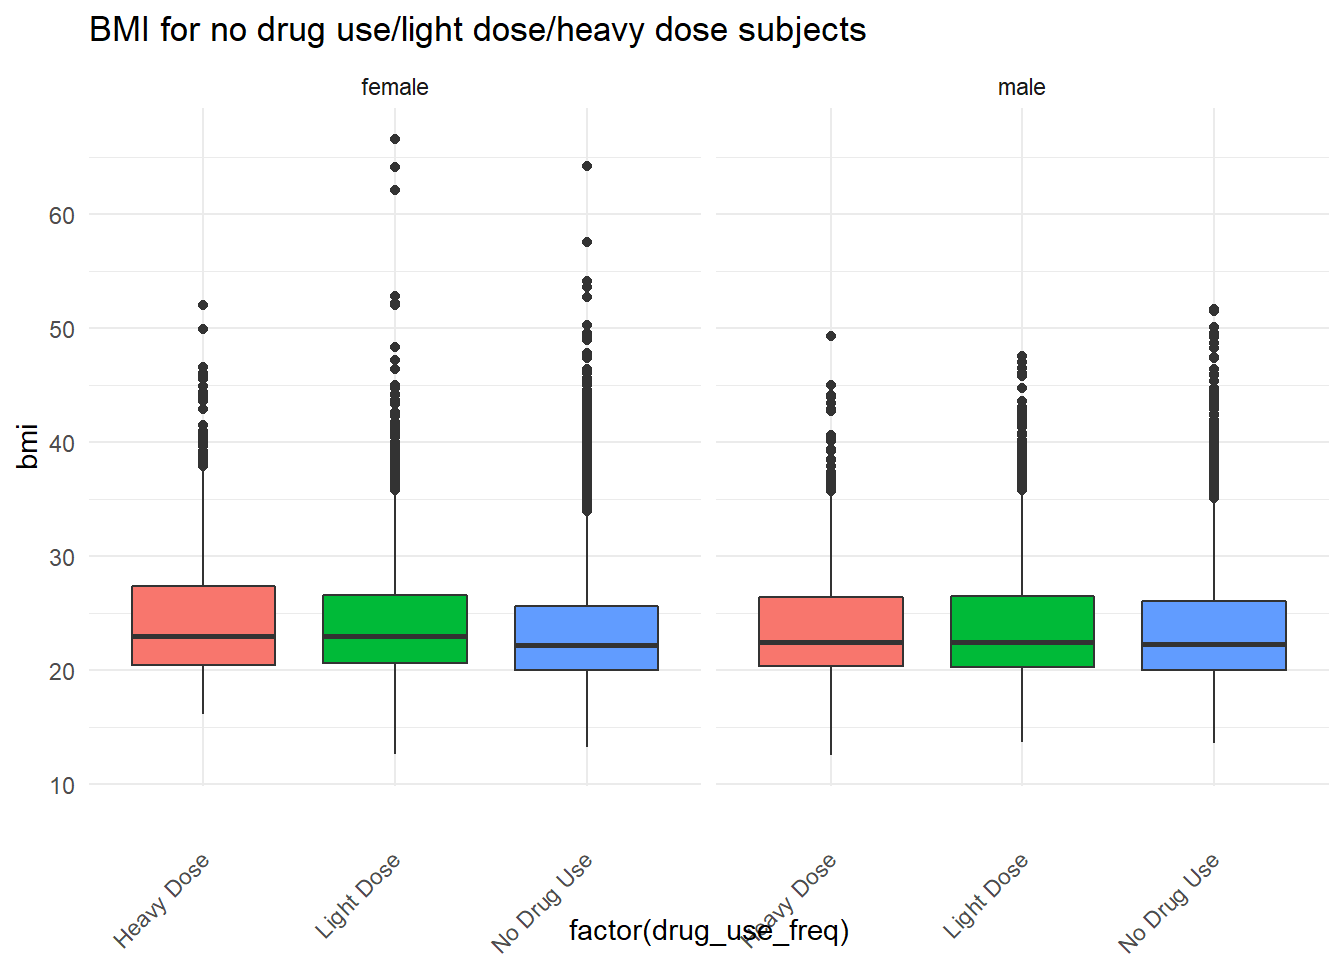 BMI for no drug use/light dose/heavy dose subjects
female
male
bmi
60
50
40
30
20
10
Heavy Dose
Light Dose
No Drug Use
Heavy Dose
Light Dose
No Drug Use
factor(drug_use_freq)